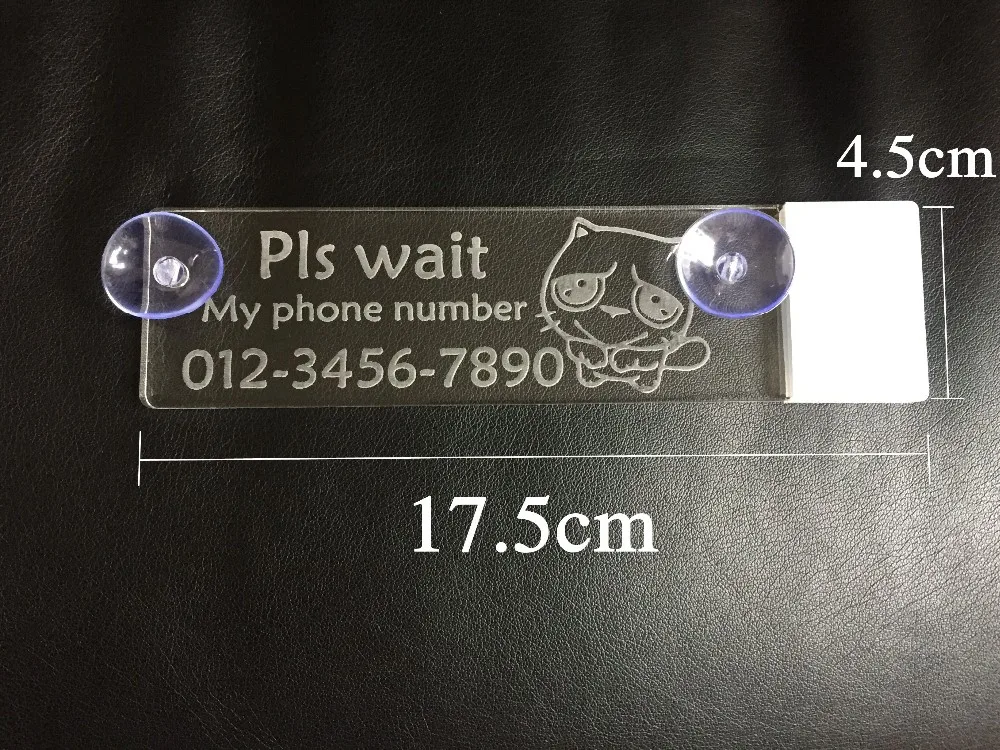 4.5cm
Pls wait
My phone number
012-3456-7890
17.5cm